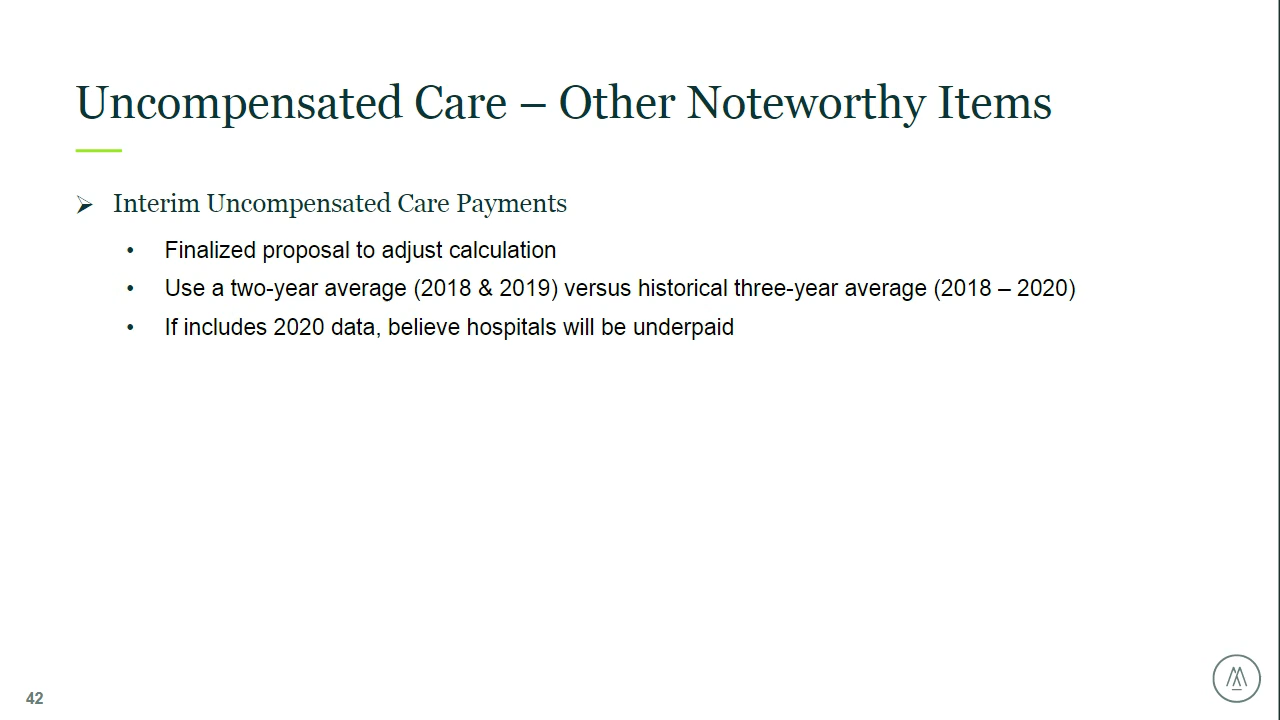 Uncompensated Care – Other Noteworthy Items
➢ Interim Uncompensated Care Payments
• Finalized proposal to adjust calculation
• Use a two-year average (2018 & 2019) versus historical three-year average (2018 – 2020)
• If includes 2020 data, believe hospitals will be underpaid
42